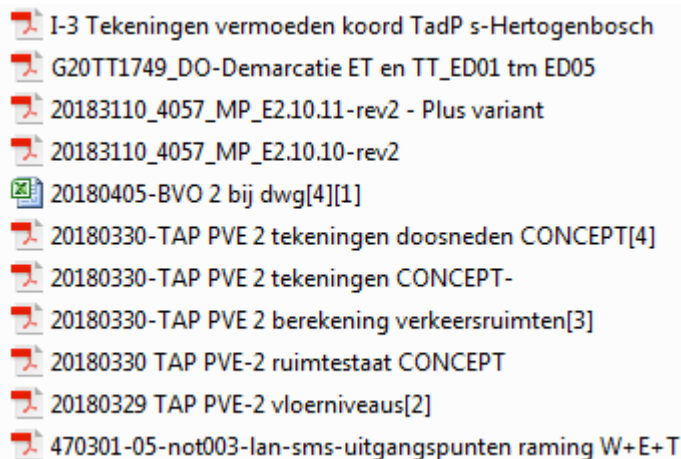 I-3 Tekeningen vermoeden koord TadP s-Hertogenbosch
G20TT1749_DO-Demarcatie ET en TT_ED01 tm ED05
20183110_4057_MP_E2.10.11-rev2 - Plus variant
20183110_4057_MP_E2.10.10-rev2
20180405-BVO 2 bij dwg[4][1]
20180330-TAP PVE 2 tekeningen doosneden CONCEPT[4]
20180330-TAP PVE 2 tekeningen CONCEPT-
20180330-TAP PVE 2 berekening verkeersruimten[3]
20180330 TAP PVE-2 ruimtestaat CONCEPT
20180329 TAP PVE-2 vloerniveaus[2]
470301-05-not003-lan-sms-uitgangspunten raming W+E+T